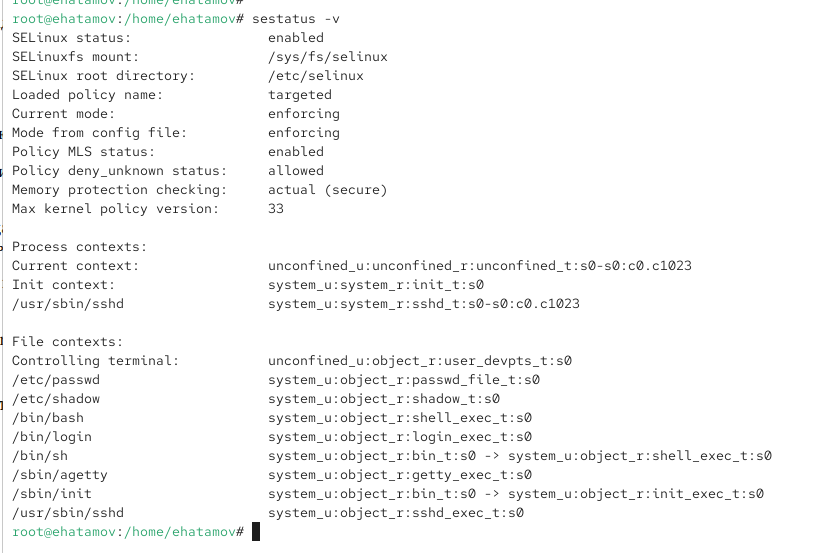 root@ehatamov:/home/ehatamov#
root@ehatamov:/home/ehatamov# sestatus -v
SELinux status:                 enabled
SELinuxfs mount:                /sys/fs/selinux
SELinux root directory:         /etc/selinux
Loaded policy name:             targeted
Current mode:                   enforcing
Mode from config file:          enforcing
Policy MLS status:              enabled
Policy deny_unknown status:     allowed
Memory protection checking:     actual (secure)
Max kernel policy version:      33

Process contexts:
Current context:                unconfined_u:unconfined_r:unconfined_t:s0-s0:c0.c1023
Init context:                   system_u:system_r:init_t:s0
/usr/sbin/sshd                  system_u:system_r:sshd_t:s0-s0:c0.c1023

File contexts:
Controlling terminal:           unconfined_u:object_r:user_devpts_t:s0
/etc/passwd                     system_u:object_r:passwd_file_t:s0
/etc/shadow                     system_u:object_r:shadow_t:s0
/bin/bash                       system_u:object_r:shell_exec_t:s0
/bin/login                      system_u:object_r:login_exec_t:s0
/bin/sh                         system_u:object_r:bin_t:s0 -> system_u:object_r:shell_exec_t:s0
/sbin/agetty                    system_u:object_r:getty_exec_t:s0
/sbin/init                      system_u:object_r:bin_t:s0 -> system_u:object_r:init_exec_t:s0
/usr/sbin/sshd                  system_u:object_r:sshd_exec_t:s0
root@ehatamov:/home/ehatamov#